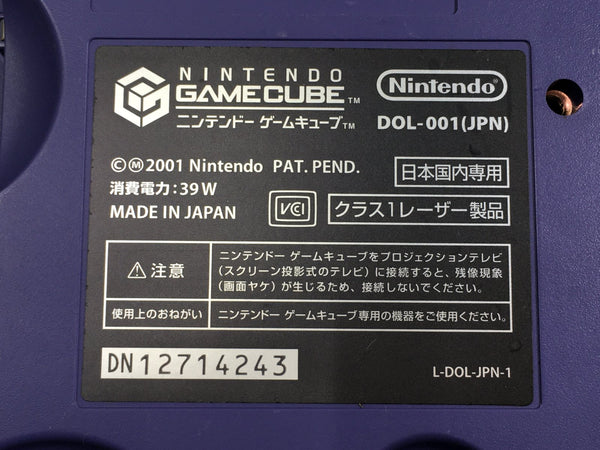 NINTENDO
GAMECUBE™
ニンテンドー ゲームキューブ™
Nintendo®
DOL-001(JPN)
©Ⓜ2001 Nintendo PAT. PEND.
消費電力:39W
MADE IN JAPAN
VCI
日本国内専用
クラス1レーザー製品
⚠注意
ニンテンドー ゲームキューブをプロジェクションテレビ
(スクリーン投影式のテレビ)に接続すると、残像現象
(画面ヤケ)が生じるため、接続しないでください。
使用上のおねがい
ニンテンドー ゲームキューブ専用の機器をご使用ください。
DN12714243
L-DOL-JPN-1